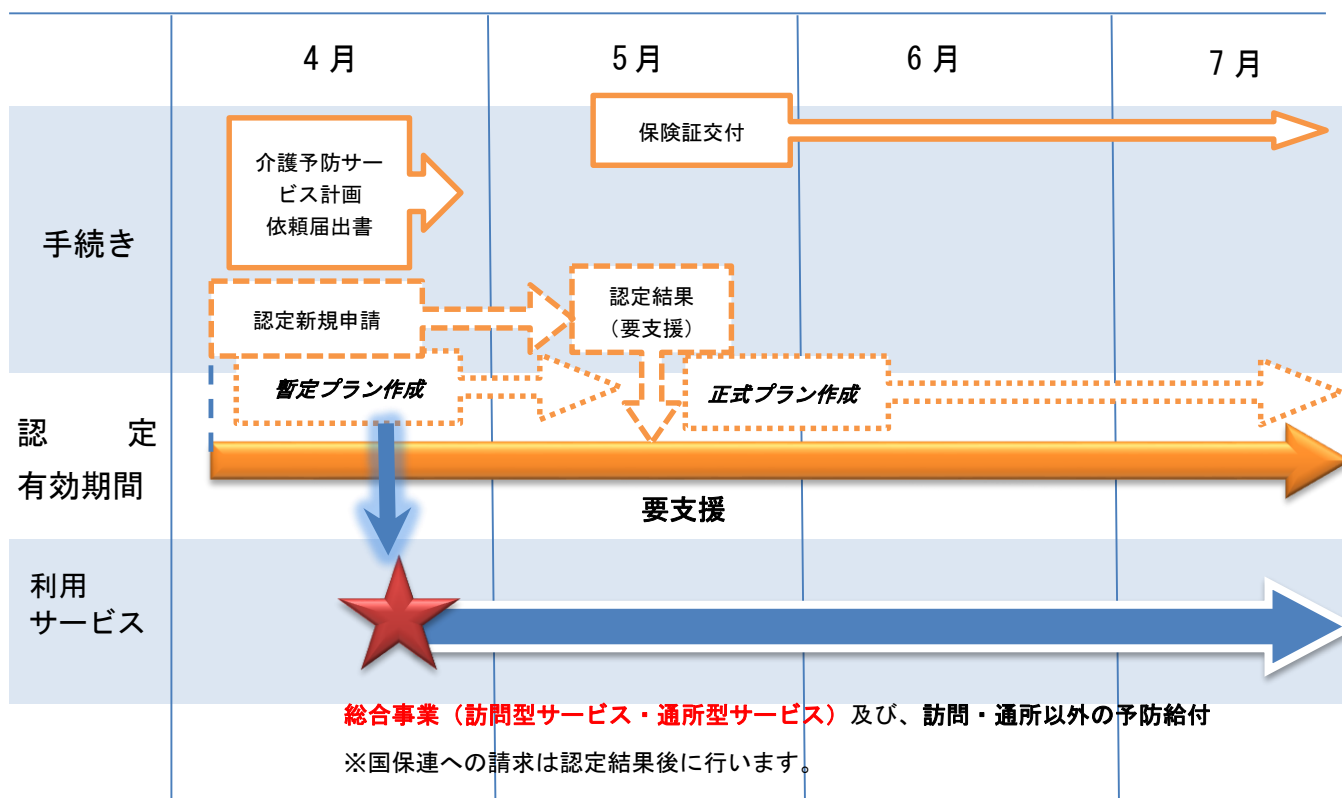 4月
5月
6月
7月
手続き
介護予防サー
ビス計画
依頼届出書
保険証交付
認定新規申請
認定結果
（要支援）
暫定プラン作成
正式プラン作成
認　　定
有効期間
要支援
利用
サービス
総合事業（訪問型サービス・通所型サービス）及び、訪問・通所以外の予防給付
※国保連への請求は認定結果後に行います。